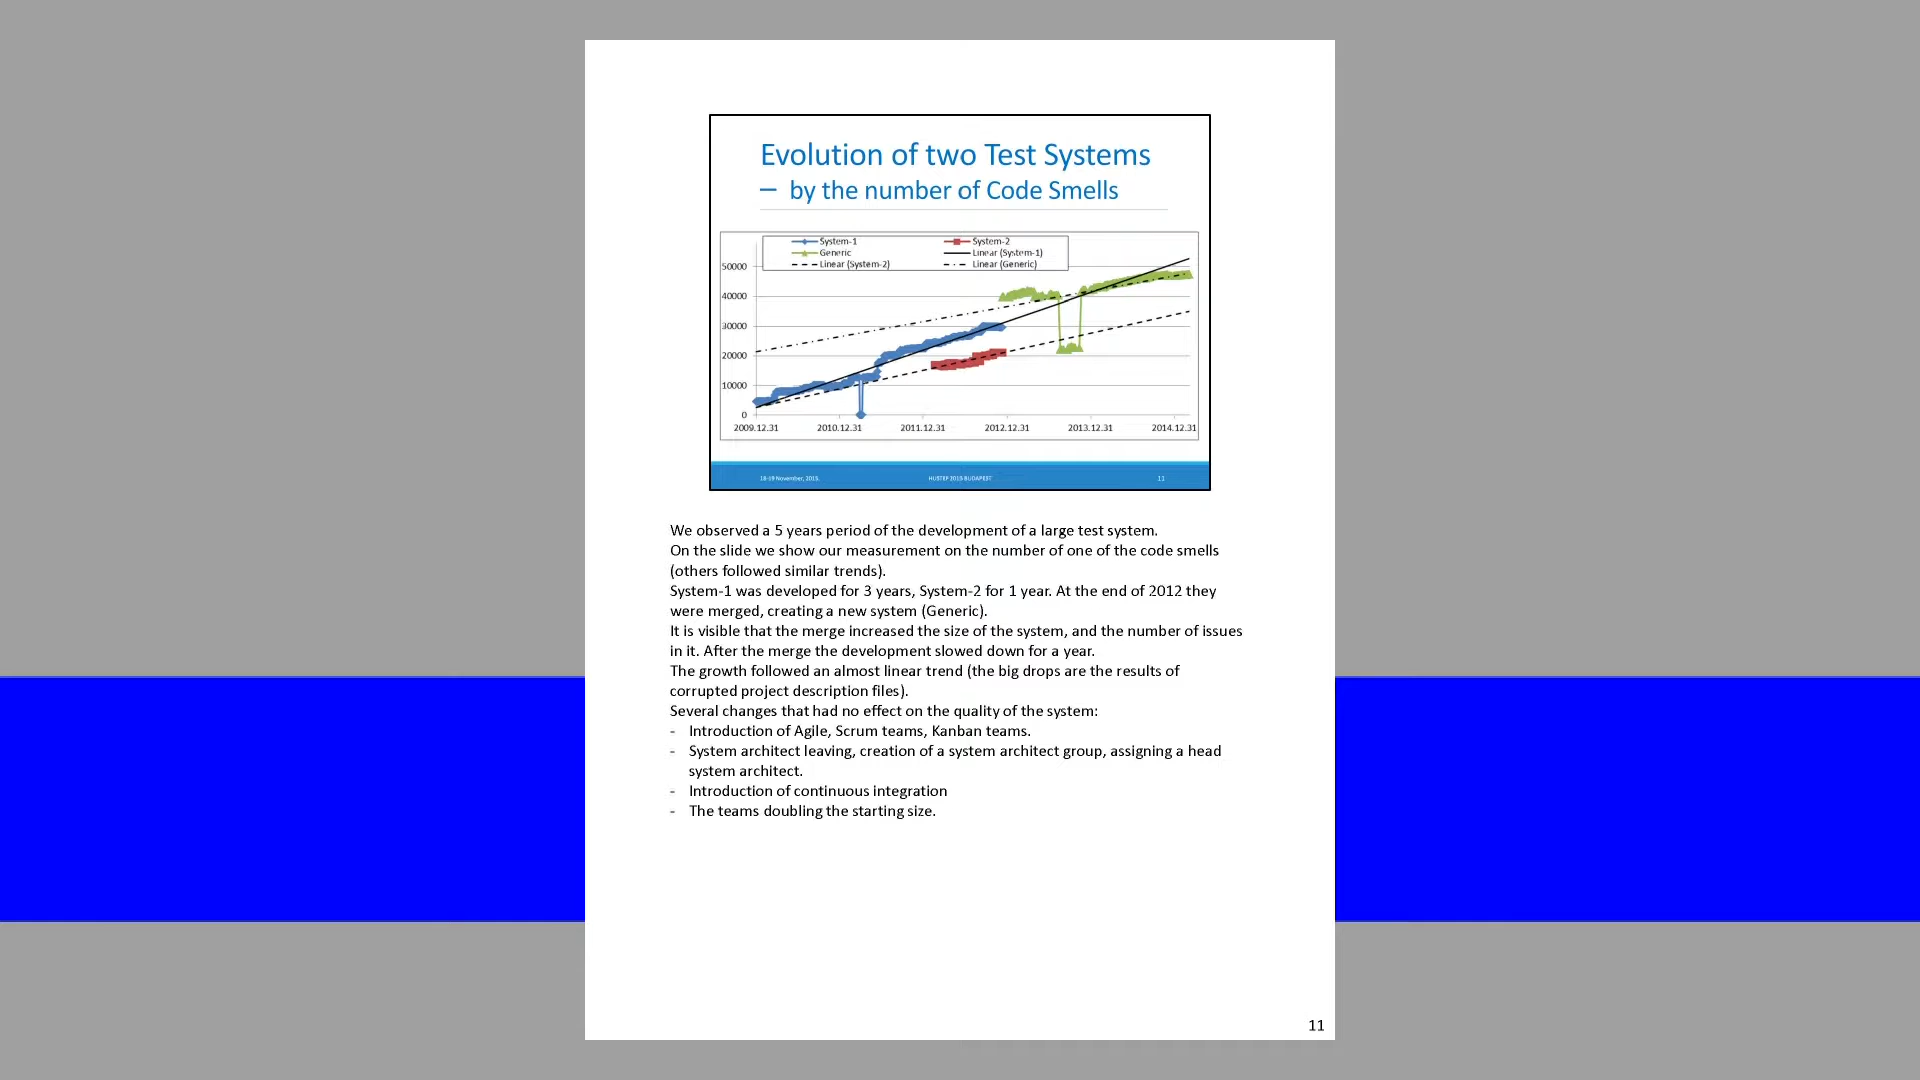 Evolution of two Test Systems
– by the number of Code Smells
System-1 System-2
Generic Linear (System-1)
Linear (System-2) Linear (Generic)
50000
40000
30000
20000
10000
0
2009.12.31 2010.12.31 2011.12.31 2012.12.31 2013.12.31 2014.12.31
18-19 November, 2015. HUSTEF 2015 BUDAPEST 11
We observed a 5 years period of the development of a large test system.
On the slide we show our measurement on the number of one of the code smells
(others followed similar trends).
System-1 was developed for 3 years, System-2 for 1 year. At the end of 2012 they
were merged, creating a new system (Generic).
It is visible that the merge increased the size of the system, and the number of issues
in it. After the merge the development slowed down for a year.
The growth followed an almost linear trend (the big drops are the results of
corrupted project description files).
Several changes that had no effect on the quality of the system:
- Introduction of Agile, Scrum teams, Kanban teams.
- System architect leaving, creation of a system architect group, assigning a head
system architect.
- Introduction of continuous integration
- The teams doubling the starting size.
11